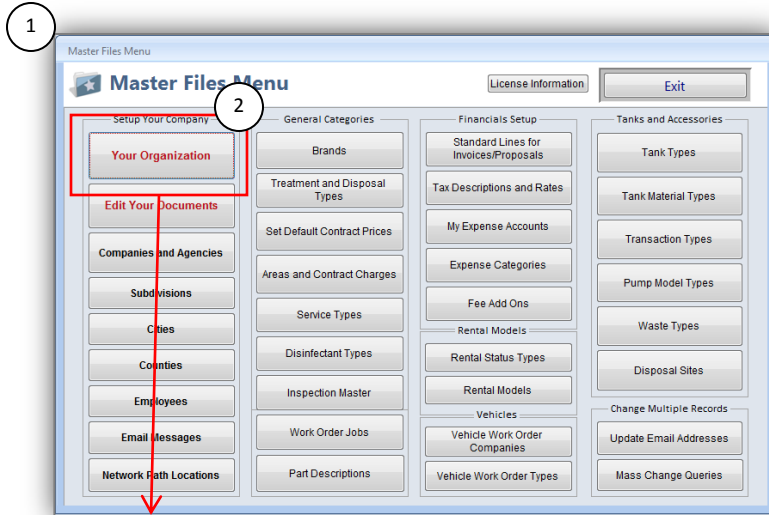 1
Master Files Menu
Master Files Menu
License Information
Exit
2
Setup Your Company
Your Organization
Edit Your Documents
Companies and Agencies
Subdivisions
Cities
Counties
Employees
Email Messages
Network Path Locations
General Categories
Brands
Treatment and Disposal
Types
Set Default Contract Prices
Areas and Contract Charges
Service Types
Disinfectant Types
Inspection Master
Work Order Jobs
Part Descriptions
Financials Setup
Standard Lines for
Invoices/Proposals
Tax Descriptions and Rates
My Expense Accounts
Expense Categories
Fee Add Ons
Rental Models
Rental Status Types
Rental Models
Vehicles
Vehicle Work Order
Companies
Vehicle Work Order Types
Tanks and Accessories
Tank Types
Tank Material Types
Transaction Types
Pump Model Types
Waste Types
Disposal Sites
Change Multiple Records
Update Email Addresses
Mass Change Queries